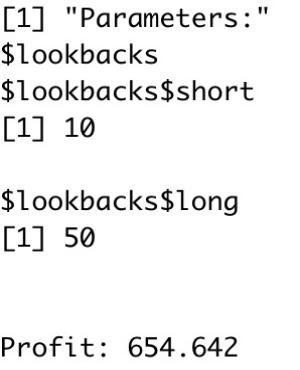 [1] "Parameters:"
$lookbacks
$lookbacks$short
[1] 10
$lookbacks$long
[1] 50
Profit: 654.642